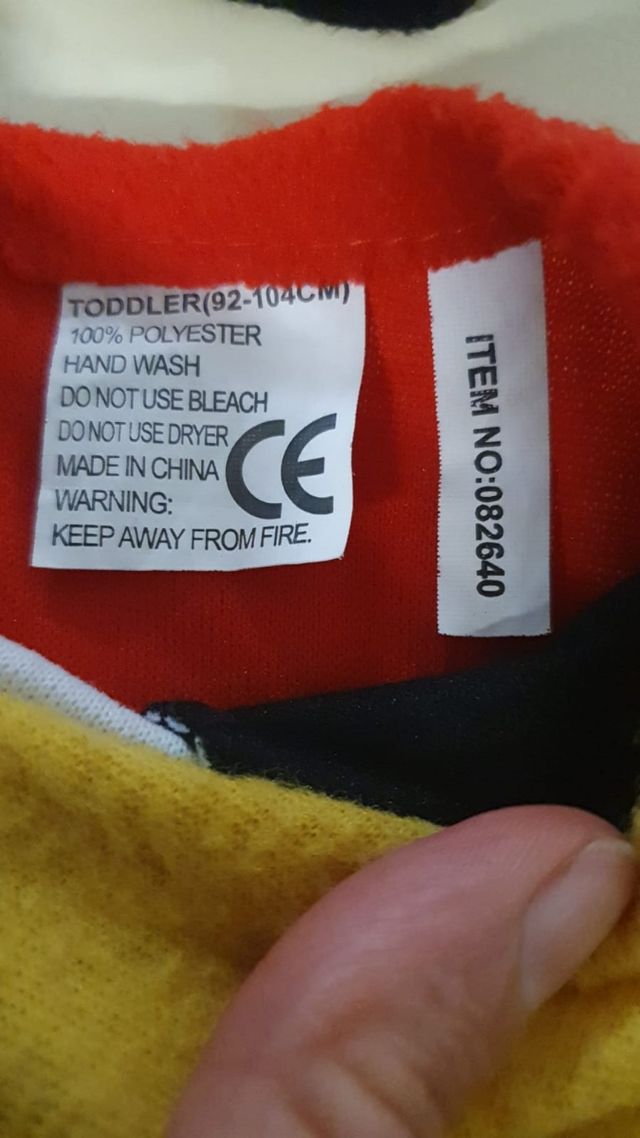 TODDLER(92-104CM)
100% POLYESTER
HAND WASH
DO NOT USE BLEACH
DO NOT USE DRYER
MADE IN CHINA
WARNING:
KEEP AWAY FROM FIRE.
CE
ITEM NO:082640